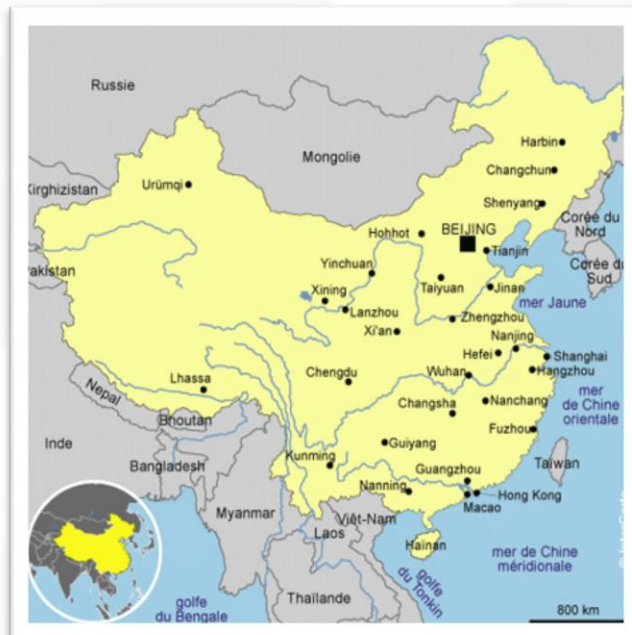 Russie
Harbin
Mongolie
Changchun
Kirghizistan
Urümqi
Shenyang
Hohhot
BEIJING
Corée du
Nord
Tianjin
Pakistan
Yinchuan
Corée du
Sud
Xining
Taiyuan
Jinan
mer Jaune
Lanzhou
Zhengzhou
Xi'an
Nanjing
Hefei
Shanghai
Lhassa
Chengdu
Wuhan
Hangzhou
Nepal
mer
de Chine
orientale
Changsha
Nanchang
Bhoutan
Fuzhou
Inde
Guiyang
Kunming
Bangladesh
Guangzhou
Taïwan
Nanning
Hong Kong
Macao
Myanmar
Viêt-Nam
Laos
Haïnan
mer de Chine
méridionale
golfe
du Tonkin
Thaïlande
golfe
du Bengale
800 km